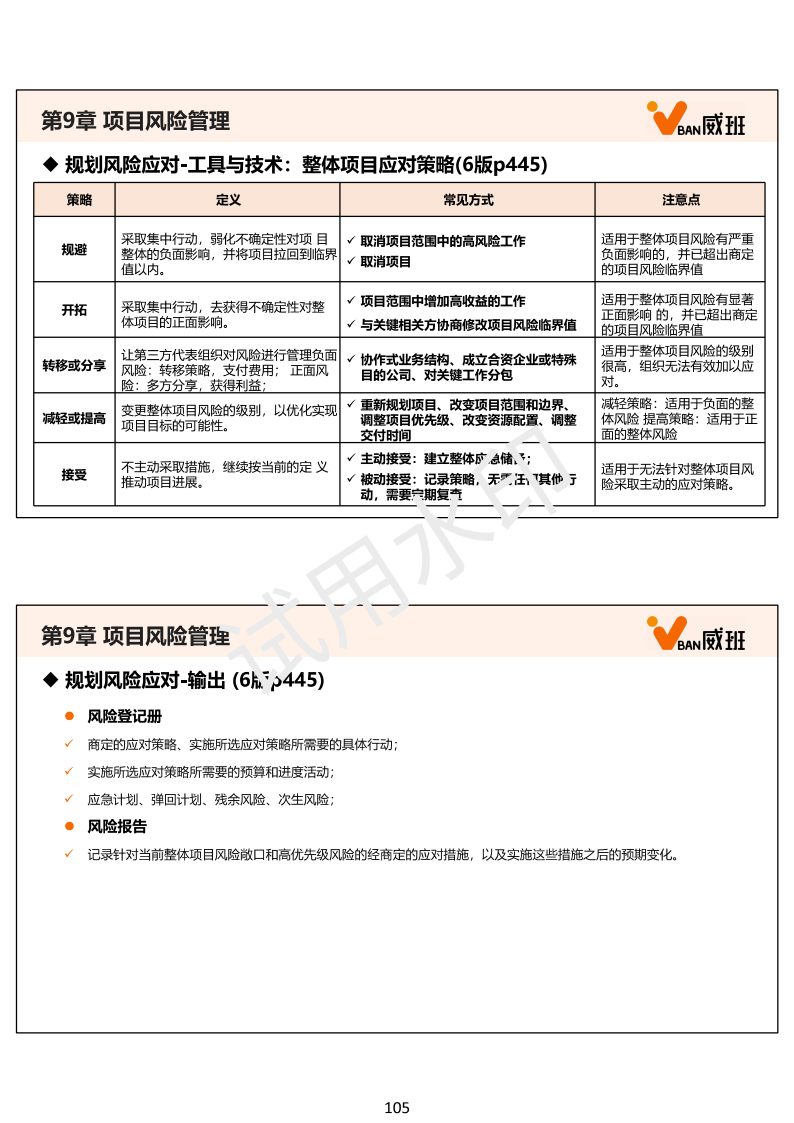 第9章 项目风险管理
BAN威班
◆ 规划风险应对-工具与技术：整体项目应对策略(6版p445)
策略
定义
常见方式
注意点
规避
采取集中行动，弱化不确定性对项 目
整体的负面影响，并将项目拉回到临界
值以内。
✓ 取消项目范围中的高风险工作
✓ 取消项目
适用于整体项目风险有严重
负面影响的，并已超出商定
的项目风险临界值
开拓
采取集中行动，去获得不确定性对整
体项目的正面影响。
✓ 项目范围中增加高收益的工作
✓ 与关键相关方协商修改项目风险临界值
适用于整体项目风险有显著
正面影响 的，并已超出商定
的项目风险临界值
转移或分享
让第三方代表组织对风险进行管理负面
风险：转移策略，支付费用； 正面风
险：多方分享，获得利益；
✓ 协作式业务结构、成立合资企业或特殊
目的公司、对关键工作分包
适用于整体项目风险的级别
很高，组织无法有效加以应
对。
减轻或提高
变更整体项目风险的级别，以优化实现
项目目标的可能性。
✓ 重新规划项目、改变项目范围和边界、
调整项目优先级、改变资源配置、调整
交付时间
减轻策略：适用于负面的整
体风险 提高策略：适用于正
面的整体风险
接受
不主动采取措施，继续按当前的定 义
推动项目进展。
✓ 主动接受：建立整体应急储备；
✓ 被动接受：记录策略，无需任何其他行
动，需要定期复查
适用于无法针对整体项目风
险采取主动的应对策略。
试用水印
第9章 项目风险管理
BAN威班
◆ 规划风险应对-输出 (6版p445)
● 风险登记册
✓ 商定的应对策略、实施所选应对策略所需要的具体行动；
✓ 实施所选应对策略所需要的预算和进度活动；
✓ 应急计划、弹回计划、残余风险、次生风险；
● 风险报告
✓ 记录针对当前整体项目风险敞口和高优先级风险的经商定的应对措施，以及实施这些措施之后的预期变化。
105